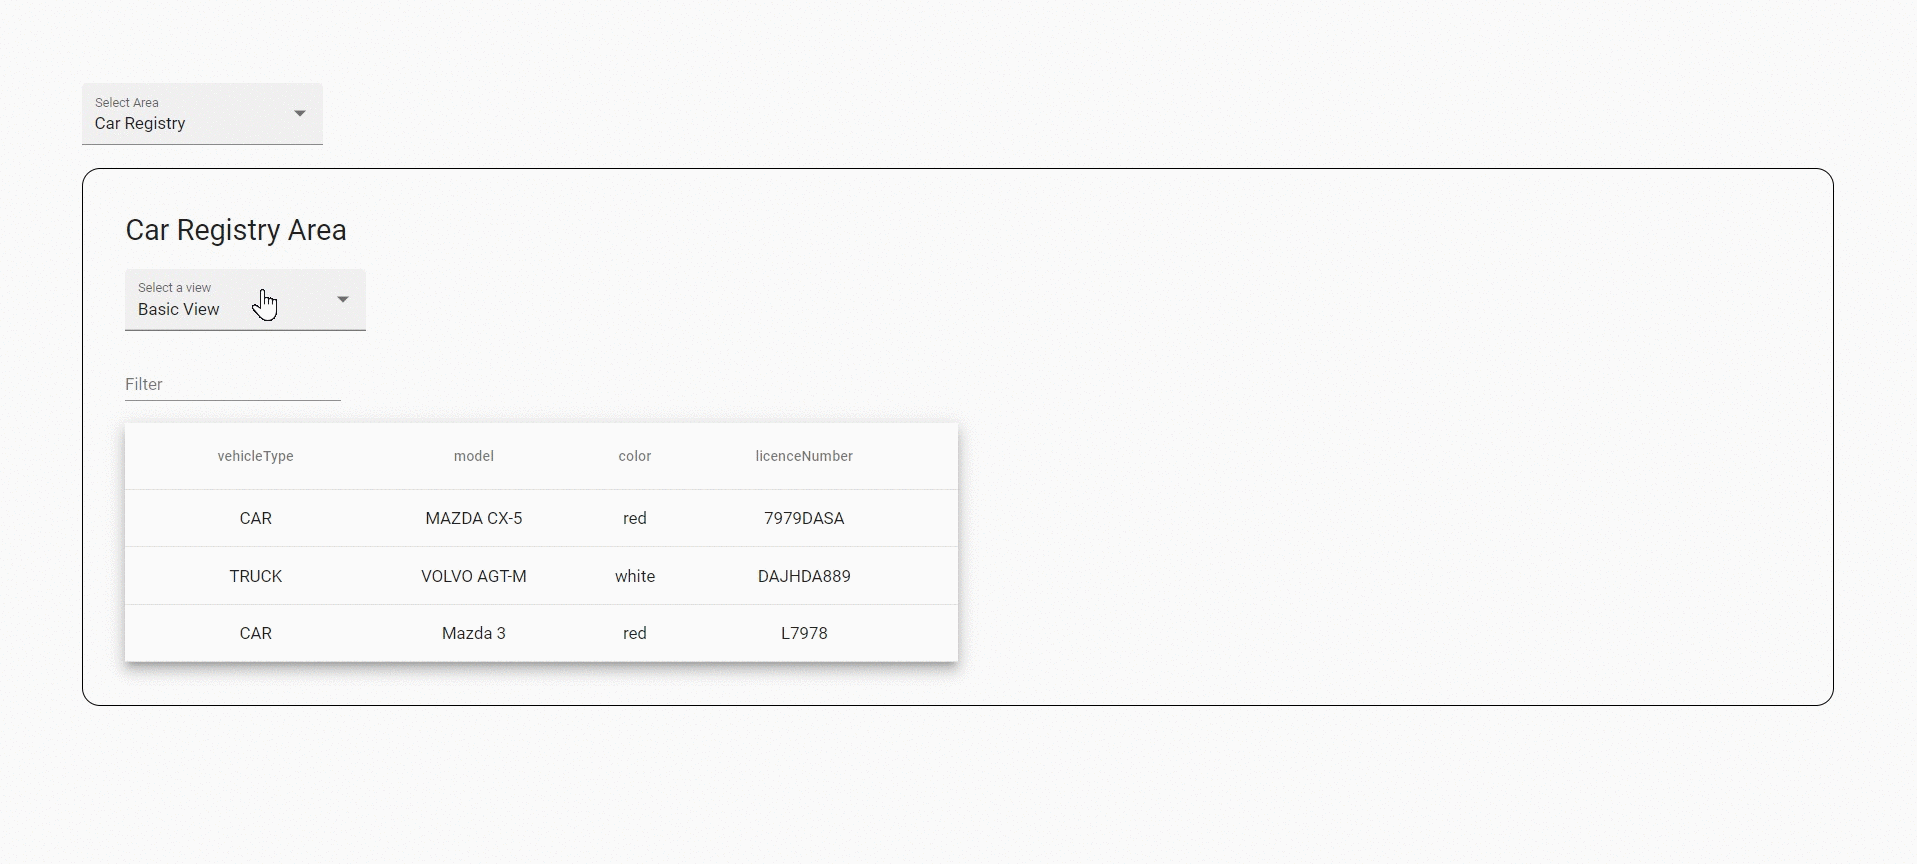 Select Area
Car Registry
Car Registry Area
Select a view
Basic View
Filter
vehicleType model color licenceNumber
CAR MAZDA CX-5 red 7979DASA
TRUCK VOLVO AGT-M white DAJHDA889
CAR Mazda 3 red L7978